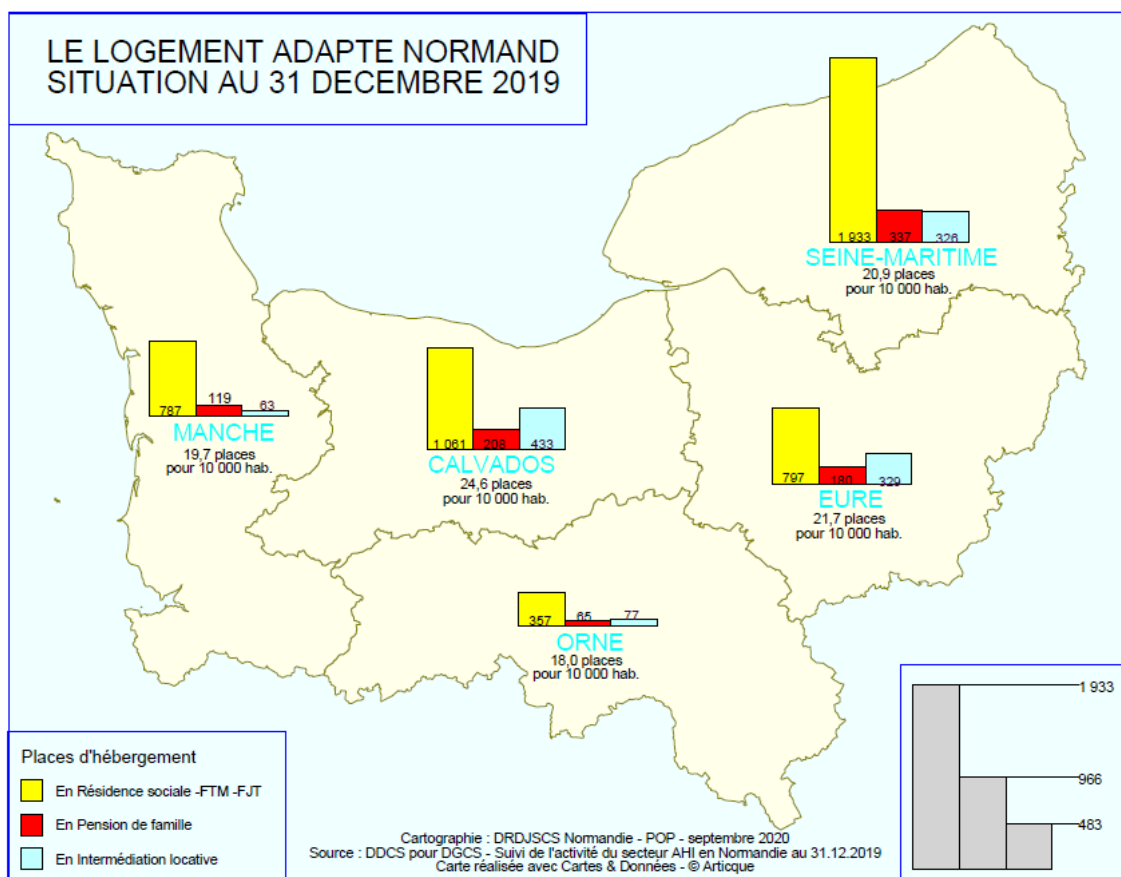 LE LOGEMENT ADAPTE NORMAND
SITUATION AU 31 DECEMBRE 2019
1 933
337
326
SEINE-MARITIME
20,9 places
pour 10 000 hab.
787
119
63
MANCHE
19,7 places
pour 10 000 hab.
1 061
208
433
CALVADOS
24,6 places
pour 10 000 hab.
797
180
329
EURE
21,7 places
pour 10 000 hab.
357
65
77
ORNE
18,0 places
pour 10 000 hab.
1 933
966
483
Places d'hébergement
En Résidence sociale -FTM -FJT
En Pension de famille
En Intermédiation locative
Cartographie : DRDJSCS Normandie - POP - septembre 2020
Source : DDCS pour DGCS - Suivi de l'activité du secteur AHI en Normandie au 31.12.2019
Carte réalisée avec Cartes & Données - © Articque